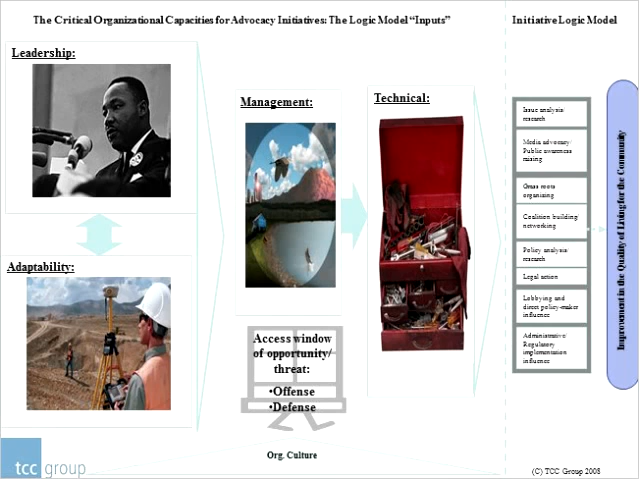 The Critical Organizational Capacities for Advocacy Initiatives: The Logic Model “Inputs”
Initiative Logic Model
Leadership:
Management:
Technical:
Adaptability:
Access window
of opportunity/
threat:
•Offense
•Defense
Org. Culture
Issue analysis/
research
Media advocacy/
Public awareness
raising
Grass roots
organizing
Coalition building/
networking
Policy analysis/
research
Legal action
Lobbying and
direct policy-maker
influence
Administrative/
Regulatory
implementation
influence
Improvement in the Quality of Living for the Community
tcc group
(C) TCC Group 2008